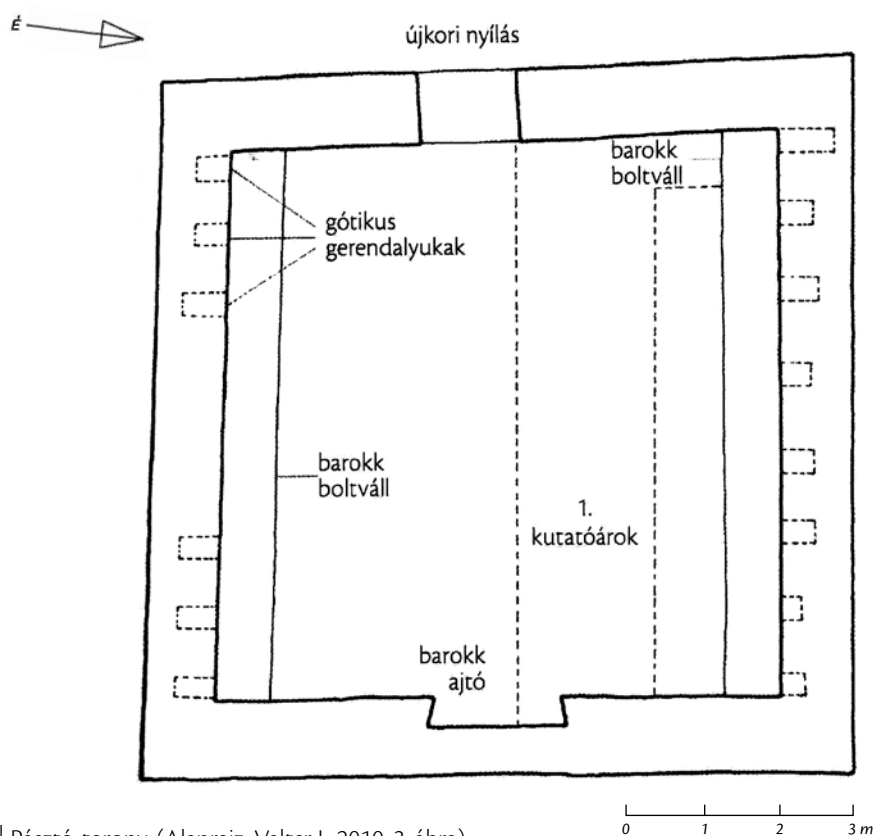 É
újkori nyílás
barokk
boltváll
gótikus
gerendalyukak
barokk
boltváll
1.
kutatóárok
barokk
ajtó
0 1 2 3 m